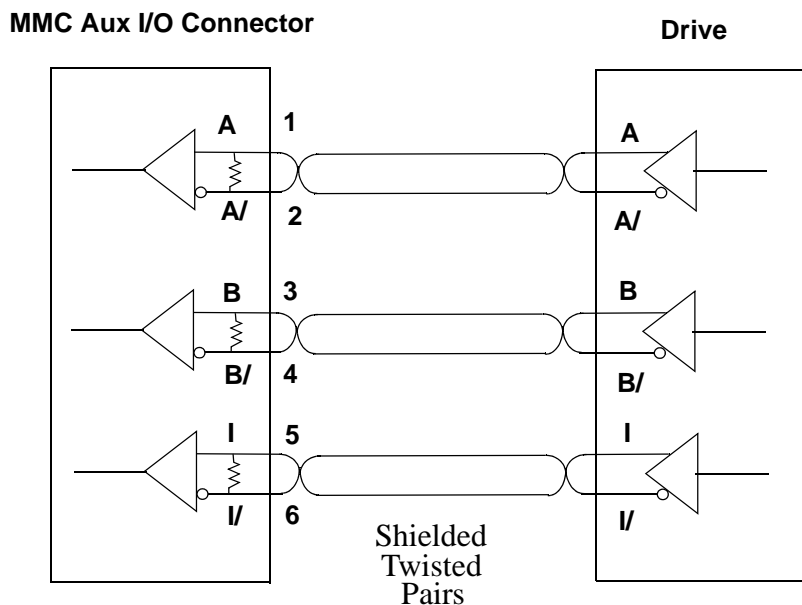 MMC Aux I/O Connector
Drive
A 1 A
A/ 2 A/
B 3 B
B/ 4 B/
I 5 I
I/ 6 I/
Shielded
Twisted
Pairs